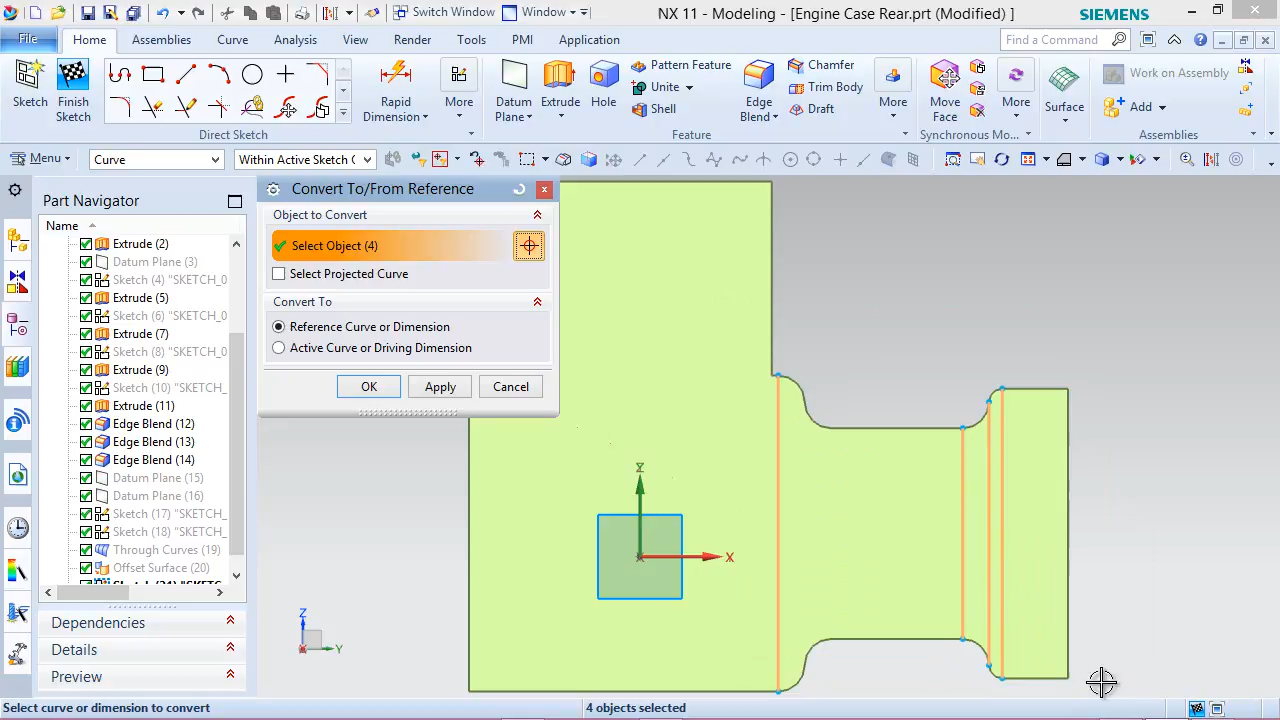 Switch Window
Window
NX 11 - Modeling - [Engine Case Rear.prt (Modified) ]
SIEMENS
File
Home
Assemblies
Curve
Analysis
View
Render
Tools
PMI
Application
Find a Command
Sketch
Finish
Sketch
Direct Sketch
Rapid
Dimension
More
Datum
Plane
Extrude
Hole
Pattern Feature
Unite
Shell
Edge
Blend
Chamfer
Trim Body
Draft
More
Feature
Move
Face
More
Synchronous Mo...
Surface
Work on Assembly
Add
Assemblies
Menu
Curve
Within Active Sketch O
Part Navigator
Name
Extrude (2)
Datum Plane (3)
Sketch (4) "SKETCH_0
Extrude (5)
Sketch (6) "SKETCH_0
Extrude (7)
Sketch (8) "SKETCH_0
Extrude (9)
Sketch (10) "SKETCH_
Extrude (11)
Edge Blend (12)
Edge Blend (13)
Edge Blend (14)
Datum Plane (15)
Datum Plane (16)
Sketch (17) "SKETCH_
Sketch (18) "SKETCH_
Through Curves (19)
Offset Surface (20)
Dependencies
Details
Preview
Convert To/From Reference
Object to Convert
Select Object (4)
Select Projected Curve
Convert To
Reference Curve or Dimension
Active Curve or Driving Dimension
OK
Apply
Cancel
Z
X
Z
Y
Select curve or dimension to convert
4 objects selected